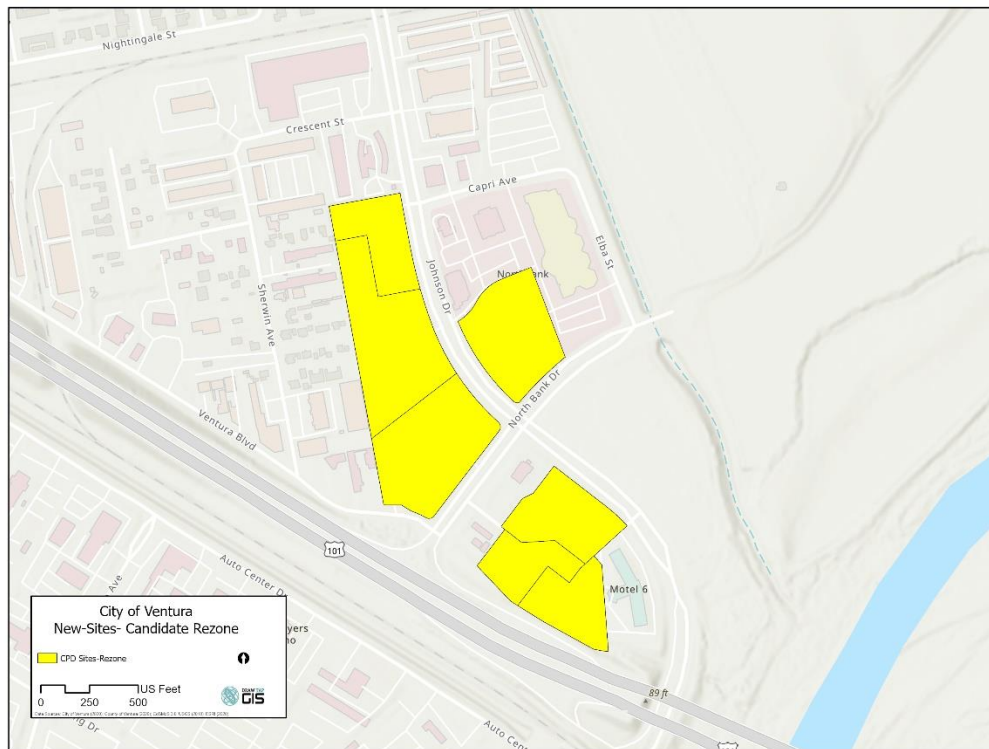 Nightingale St
Crescent St
Capri Ave
Elba St
Johnson Dr
Sherwin Ave
North Bank Dr
Ventura Blvd
101
Auto Center Dr
Ave
Motel 6
89 ft
Auto Center
City of Ventura
New-Sites- Candidate Rezone
CPD Sites-Rezone
US Feet
0 250 500
GIS